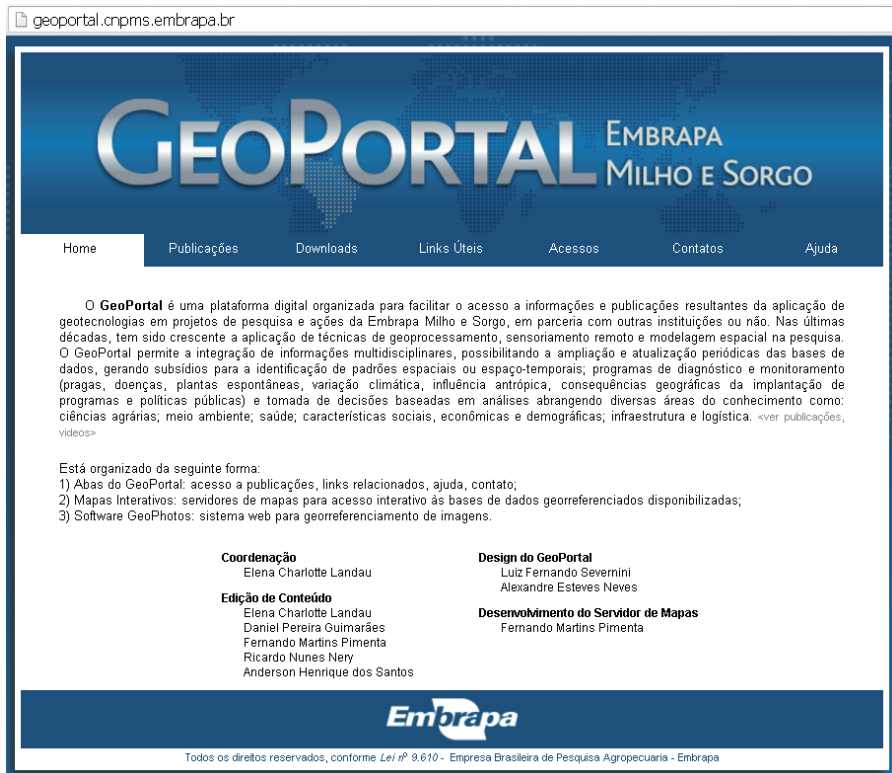 geoportal.cnpms.embrapa.br
GEOPORTAL EMBRAPA
MILHO E SORGO
Home Publicações Downloads Links Úteis Acessos Contatos Ajuda
O GeoPortal é uma plataforma digital organizada para facilitar o acesso a informações e publicações resultantes da aplicação de
geotecnologias em projetos de pesquisa e ações da Embrapa Milho e Sorgo, em parceria com outras instituições ou não. Nas últimas
décadas, tem sido crescente a aplicação de técnicas de geoprocessamento, sensoriamento remoto e modelagem espacial na pesquisa.
O GeoPortal permite a integração de informações multidisciplinares, possibilitando a ampliação e atualização periódicas das bases de
dados, gerando subsídios para a identificação de padrões espaciais ou espaço-temporais; programas de diagnóstico e monitoramento
(pragas, doenças, plantas espontâneas, variação climática, influência antrópica, consequências geográficas da implantação de
programas e políticas públicas) e tomada de decisões baseadas em análises abrangendo diversas áreas do conhecimento como:
ciências agrárias; meio ambiente; saúde; características sociais, econômicas e demográficas; infraestrutura e logística. «ver publicações,
videos»
Está organizado da seguinte forma:
1) Abas do GeoPortal: acesso a publicações, links relacionados, ajuda, contato;
2) Mapas Interativos: servidores de mapas para acesso interativo às bases de dados georreferenciados disponibilizadas;
3) Software GeoPhotos: sistema web para georreferenciamento de imagens.
Coordenação
Elena Charlotte Landau
Edição de Conteúdo
Elena Charlotte Landau
Daniel Pereira Guimarães
Fernando Martins Pimenta
Ricardo Nunes Nery
Anderson Henrique dos Santos
Design do GeoPortal
Luiz Fernando Severnini
Alexandre Esteves Neves
Desenvolvimento do Servidor de Mapas
Fernando Martins Pimenta
Embrapa
Todos os direitos reservados, conforme Lei nº 9.610 - Empresa Brasileira de Pesquisa Agropecuaria - Embrapa